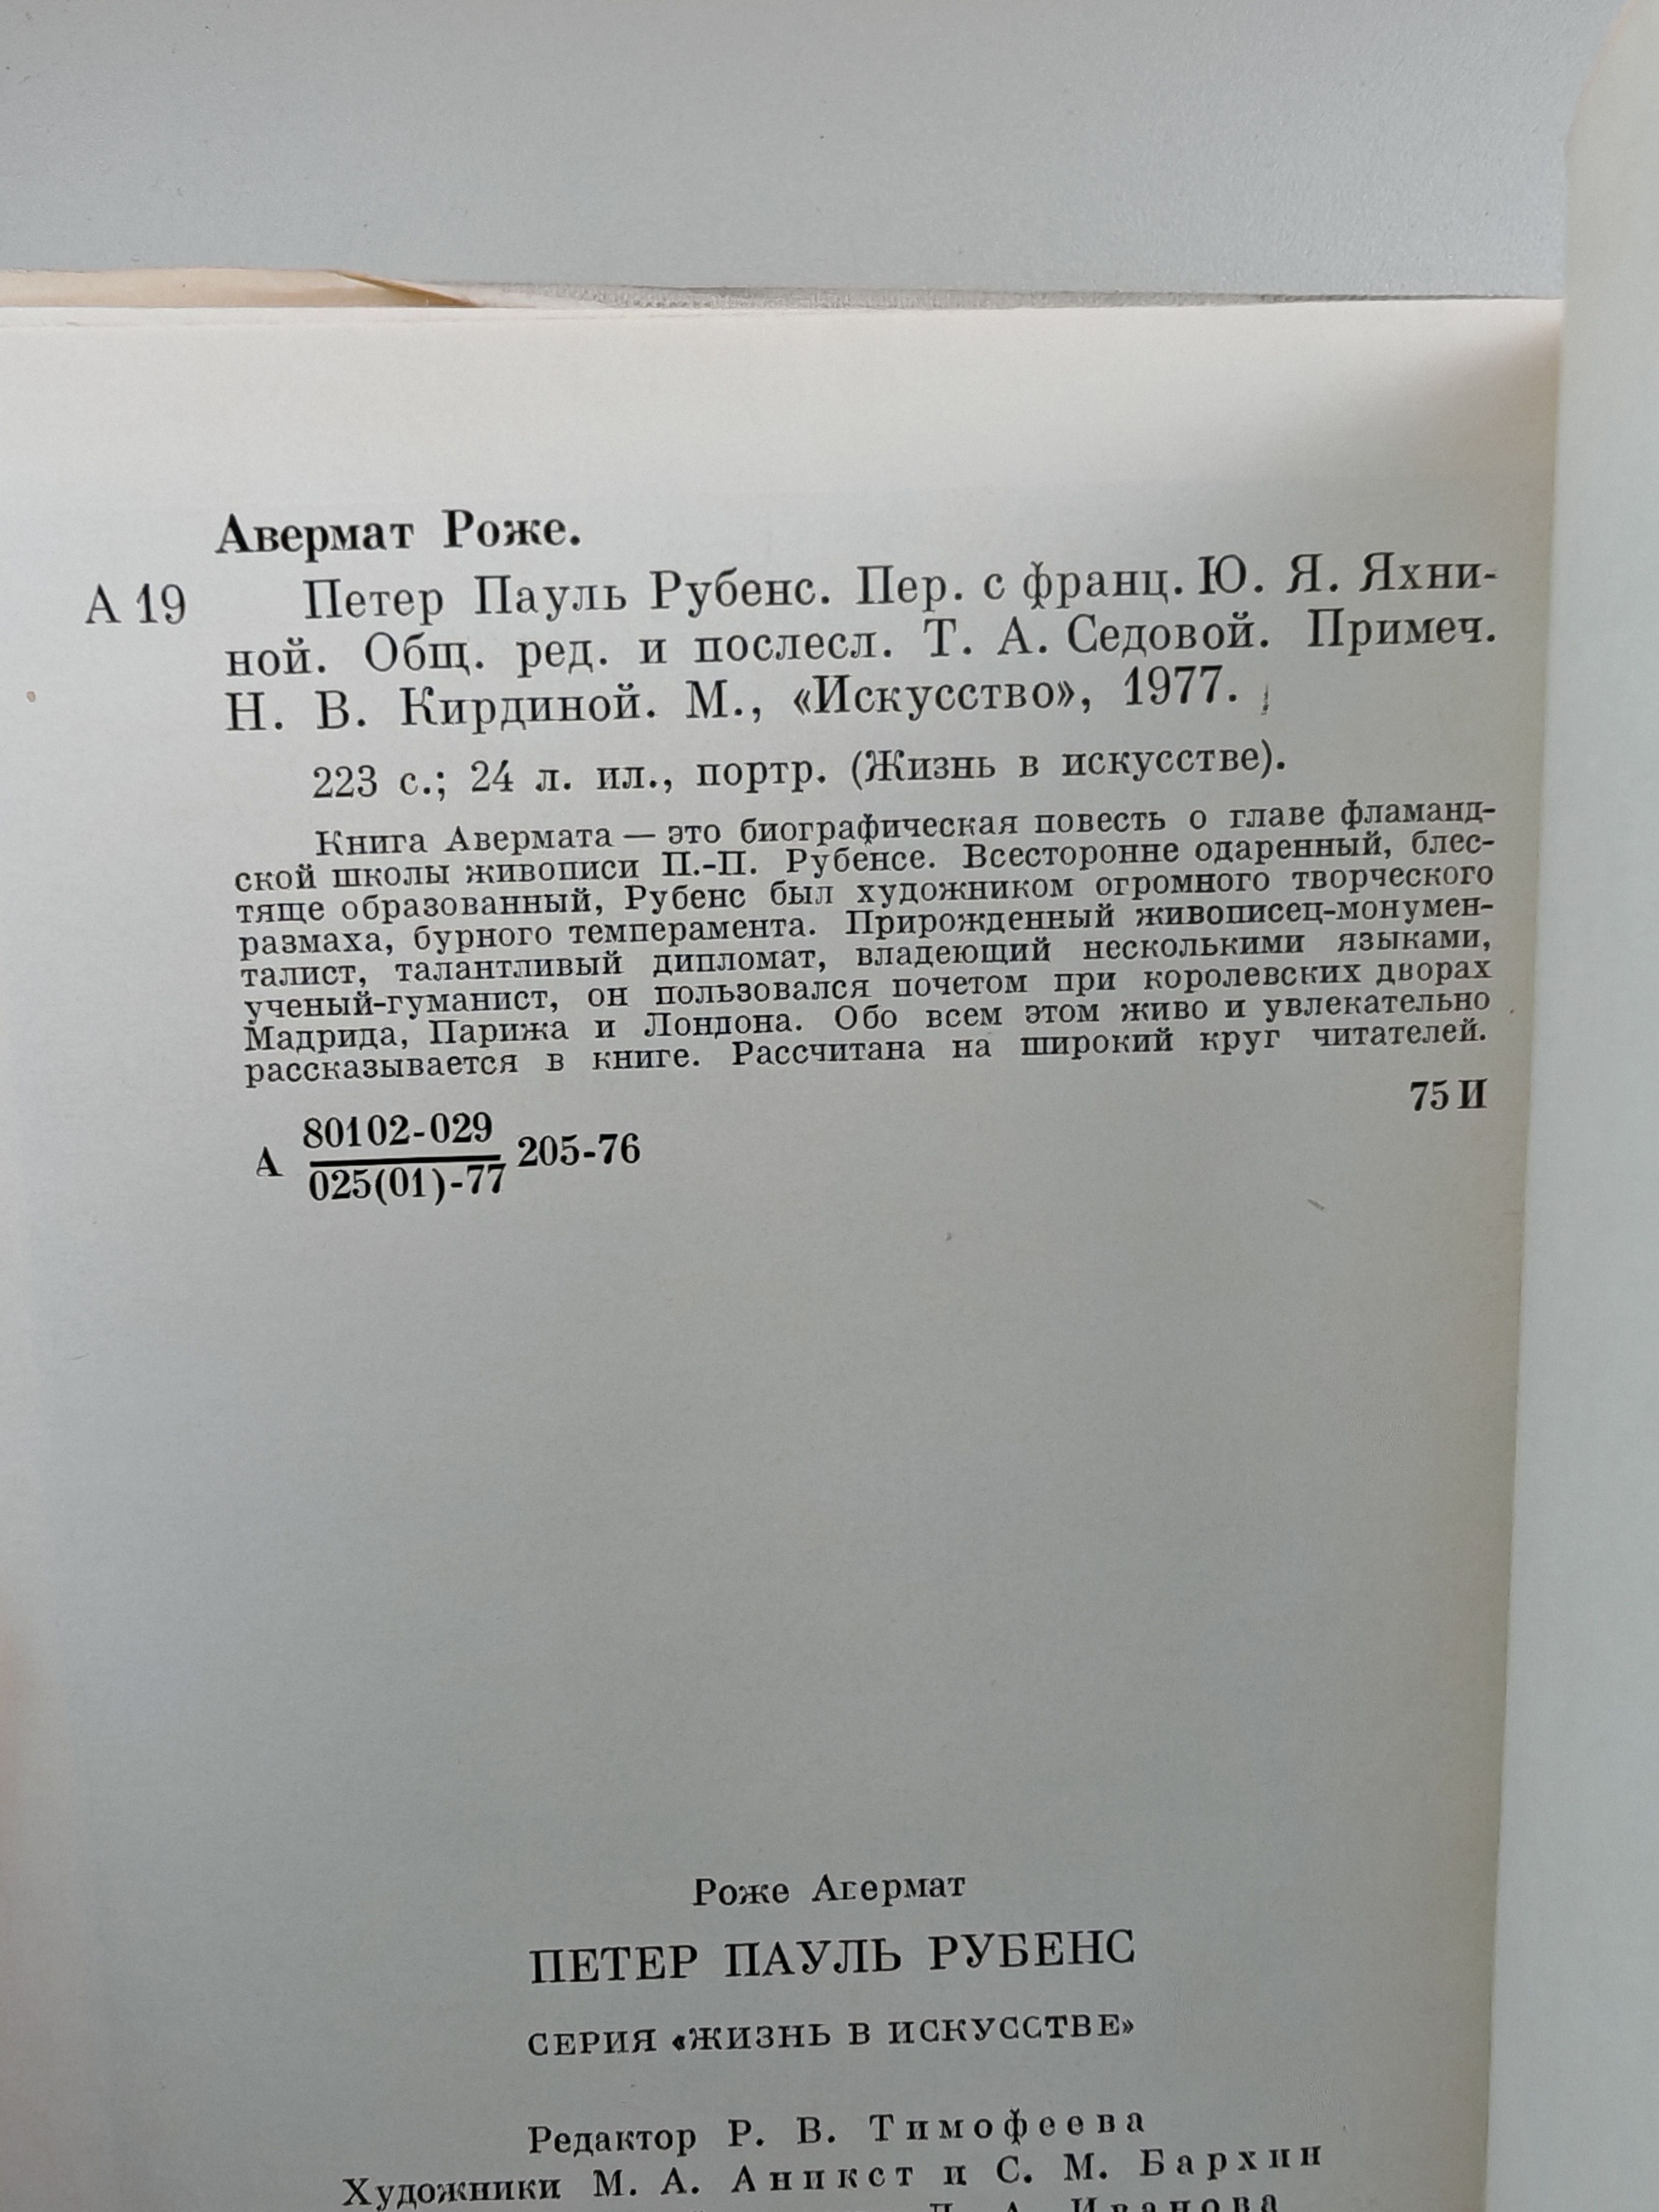 Авермат Роже.
А 19 Петер Пауль Рубенс. Пер. с франц. Ю. Я. Яхни-
ной. Общ. ред. и послесл. Т. А. Седовой. Примеч.
Н. В. Кирдиной. М., «Искусство», 1977.
223 с.; 24 л. ил., портр. (Жизнь в искусстве).
Книга Авермата — это биографическая повесть о главе фламанд-
ской школы живописи П.-П. Рубенсе. Всесторонне одаренный, блес-
тяще образованный, Рубенс был художником огромного творческого
размаха, бурного темперамента. Прирожденный живописец-монумен-
талист, талантливый дипломат, владеющий несколькими языками,
ученый-гуманист, он пользовался почетом при королевских дворах
Мадрида, Парижа и Лондона. Обо всем этом живо и увлекательно
рассказывается в книге. Рассчитана на широкий круг читателей.
75 И
80102-029
А 205-76
025(01)-77
Роже Авермат
ПЕТЕР ПАУЛЬ РУБЕНС
СЕРИЯ «ЖИЗНЬ В ИСКУССТВЕ»
Редактор Р. В. Тимофеева
Художники М. А. Аникст и С. М. Бархин
Л. А. Иванова